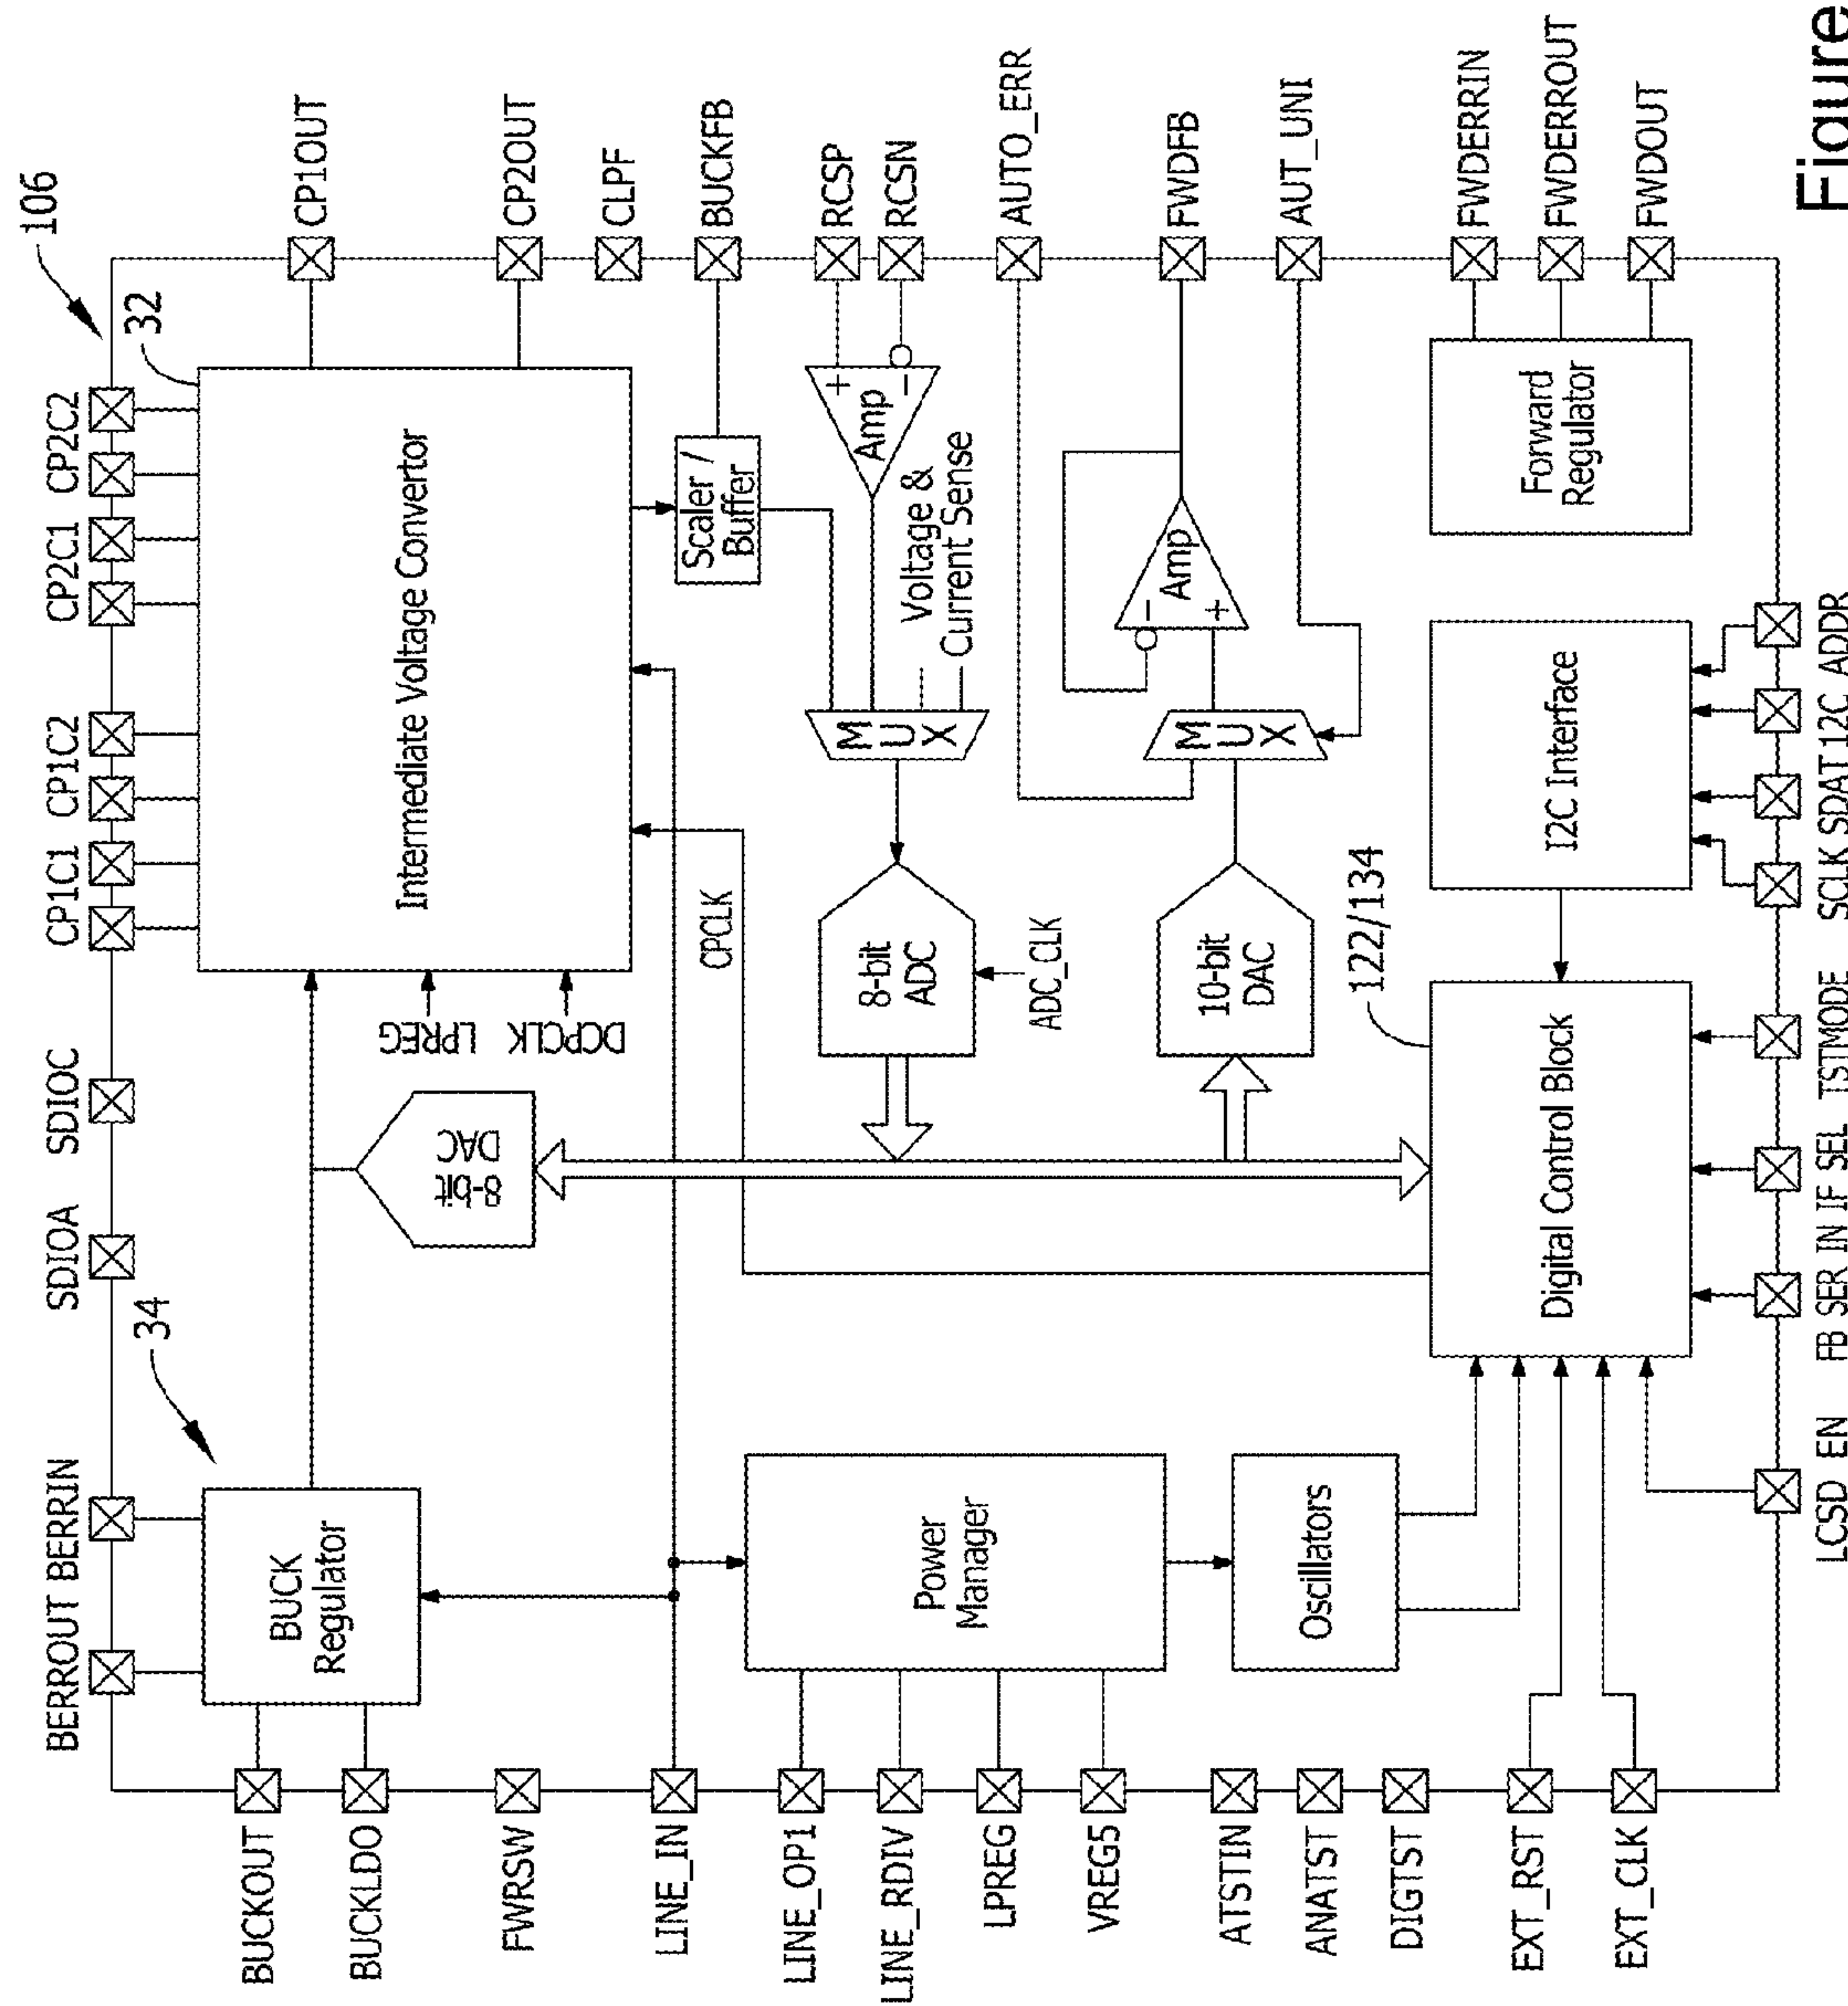 106
CP1C1 CP1C2 CP2C1 CP2C2
SDIOA SDIOC
BERROUT BERRIN
34
32
BUCKOUT
BUCKLDO
FWRSW
LINE_IN
LINE_OP1
LINE_RDIV
LPREG
VREG5
ATSTIN
ANATST
DIGTST
EXT_RST
EXT_CLK
BUCK
Regulator
8-bit
DAC
LPREG
DCPCLK
Intermediate Voltage Convertor
CPCLK
Scaler /
Buffer
+
-
Amp
Voltage &
Current Sense
M
U
X
8-bit
ADC
ADC_CLK
-
+
Amp
M
U
X
10-bit
DAC
Power
Manager
Oscillators
122/134
Digital Control Block
I2C Interface
Forward
Regulator
CP1OUT
CP2OUT
CLPF
BUCKFB
RCSP
RCSN
AUTO_ERR
FWDFB
AUT_UNI
FWDERRIN
FWDERROUT
FWDOUT
LCSD EN FB SER IN IF SEL TSTMODE SCLK SDAT 12C ADDR
Figure